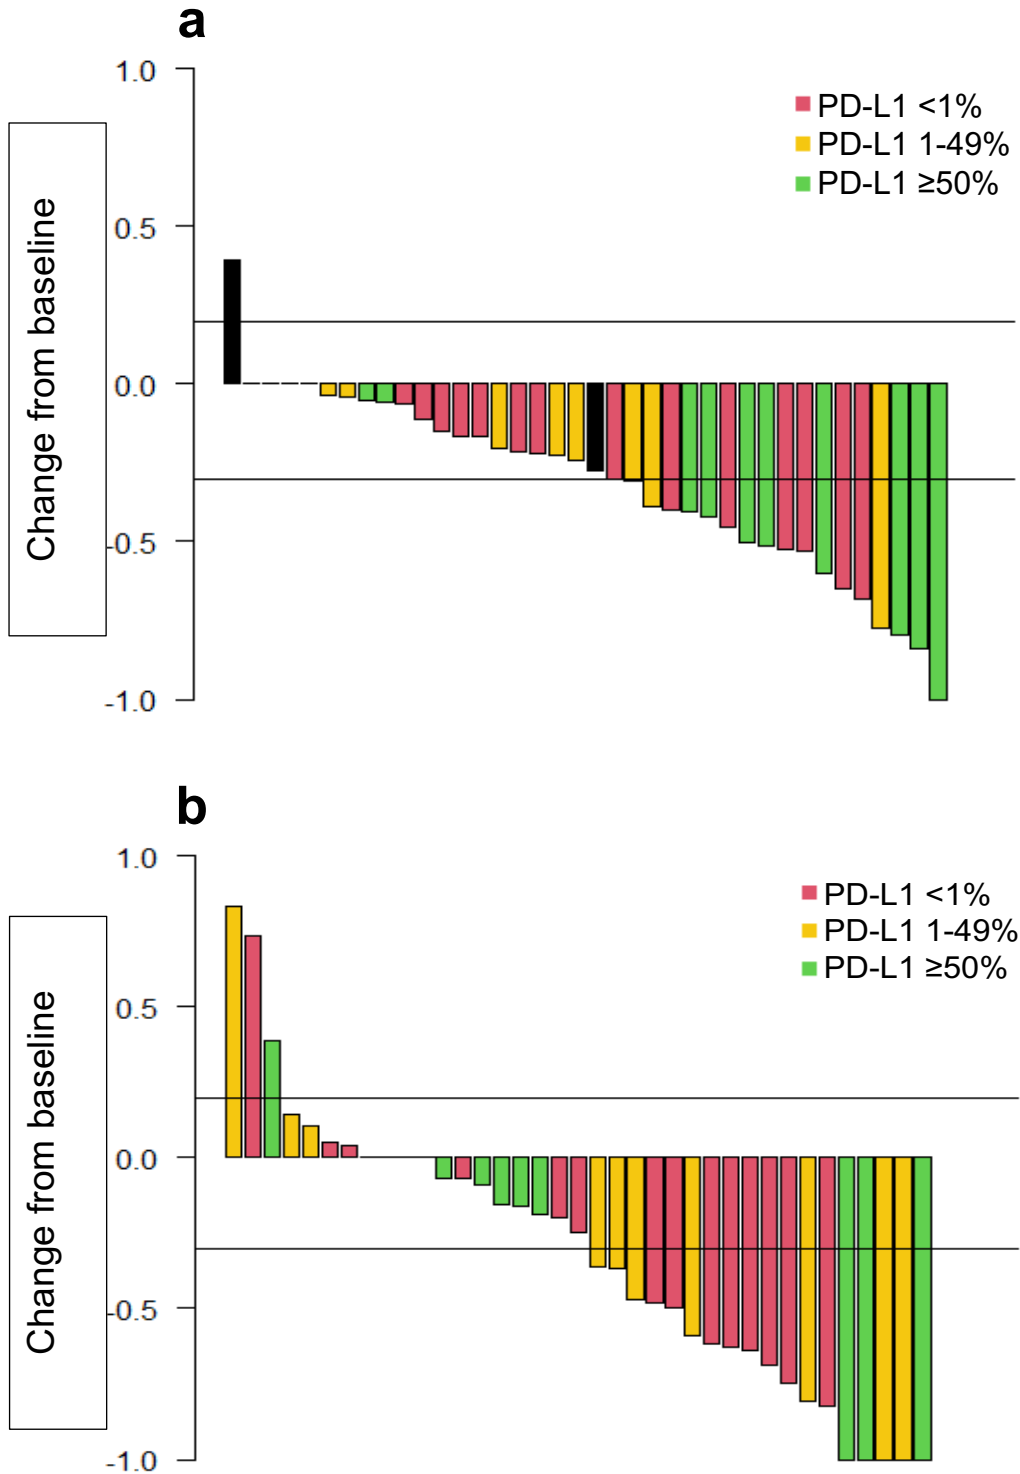 a
1.0
PD-L1 <1%
PD-L1 1-49%
PD-L1 ≥50%
0.5
0.0
-0.5
-1.0
Change from baseline
b
1.0
PD-L1 <1%
PD-L1 1-49%
PD-L1 ≥50%
0.5
0.0
-0.5
-1.0
Change from baseline